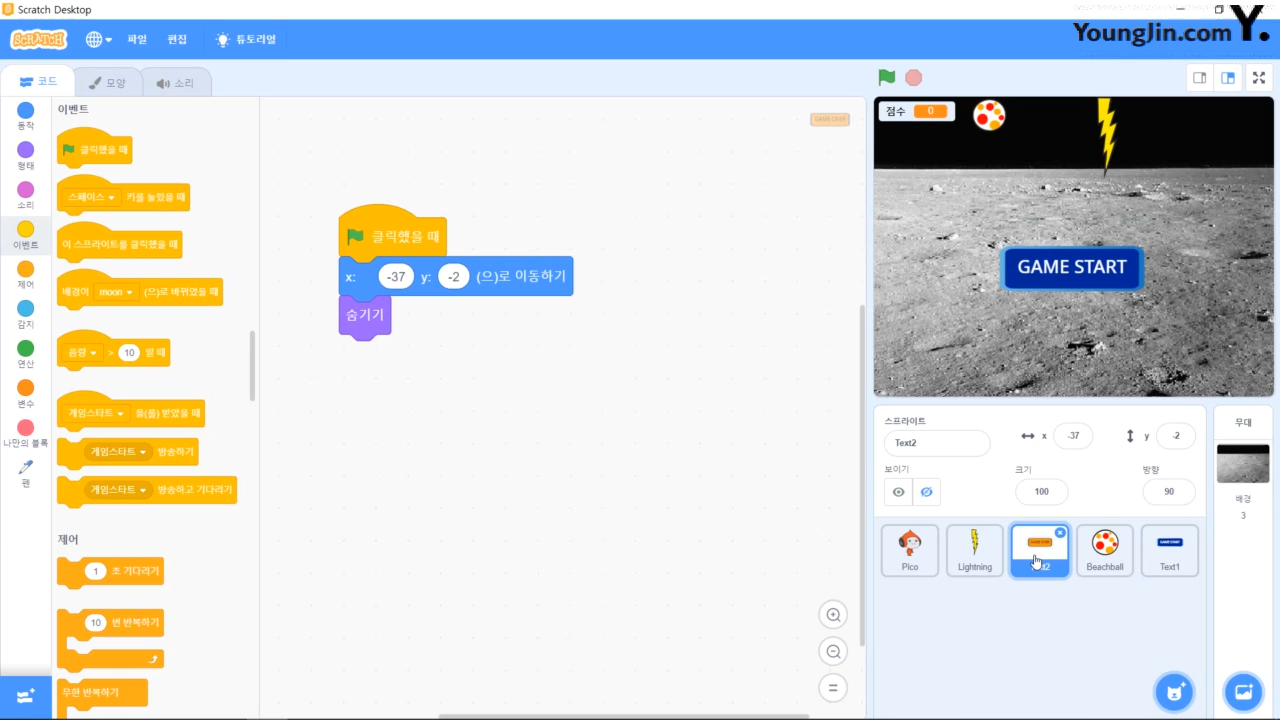 Scratch Desktop
SCRATCH
파일
편집
튜토리얼
YoungJin.com Y.
코드
모양
소리
동작
형태
소리
이벤트
제어
감지
연산
변수
나만의 블록
펜
이벤트
클릭했을 때
스페이스 키를 눌렀을 때
이 스프라이트를 클릭했을 때
배경이 moon (으)로 바뀌었을 때
음량 > 10 일 때
게임스타트 을(를) 받았을 때
게임스타트 방송하기
게임스타트 방송하고 기다리기
제어
1 초 기다리기
10 번 반복하기
무한 반복하기
GAME OVER
클릭했을 때
x: -37 y: -2 (으)로 이동하기
숨기기
점수 0
GAME START
스프라이트
Text2
x -37
y -2
보이기
크기
100
방향
90
Pico
Lightning
Beachball
GAME START
Text1
무대
배경
3